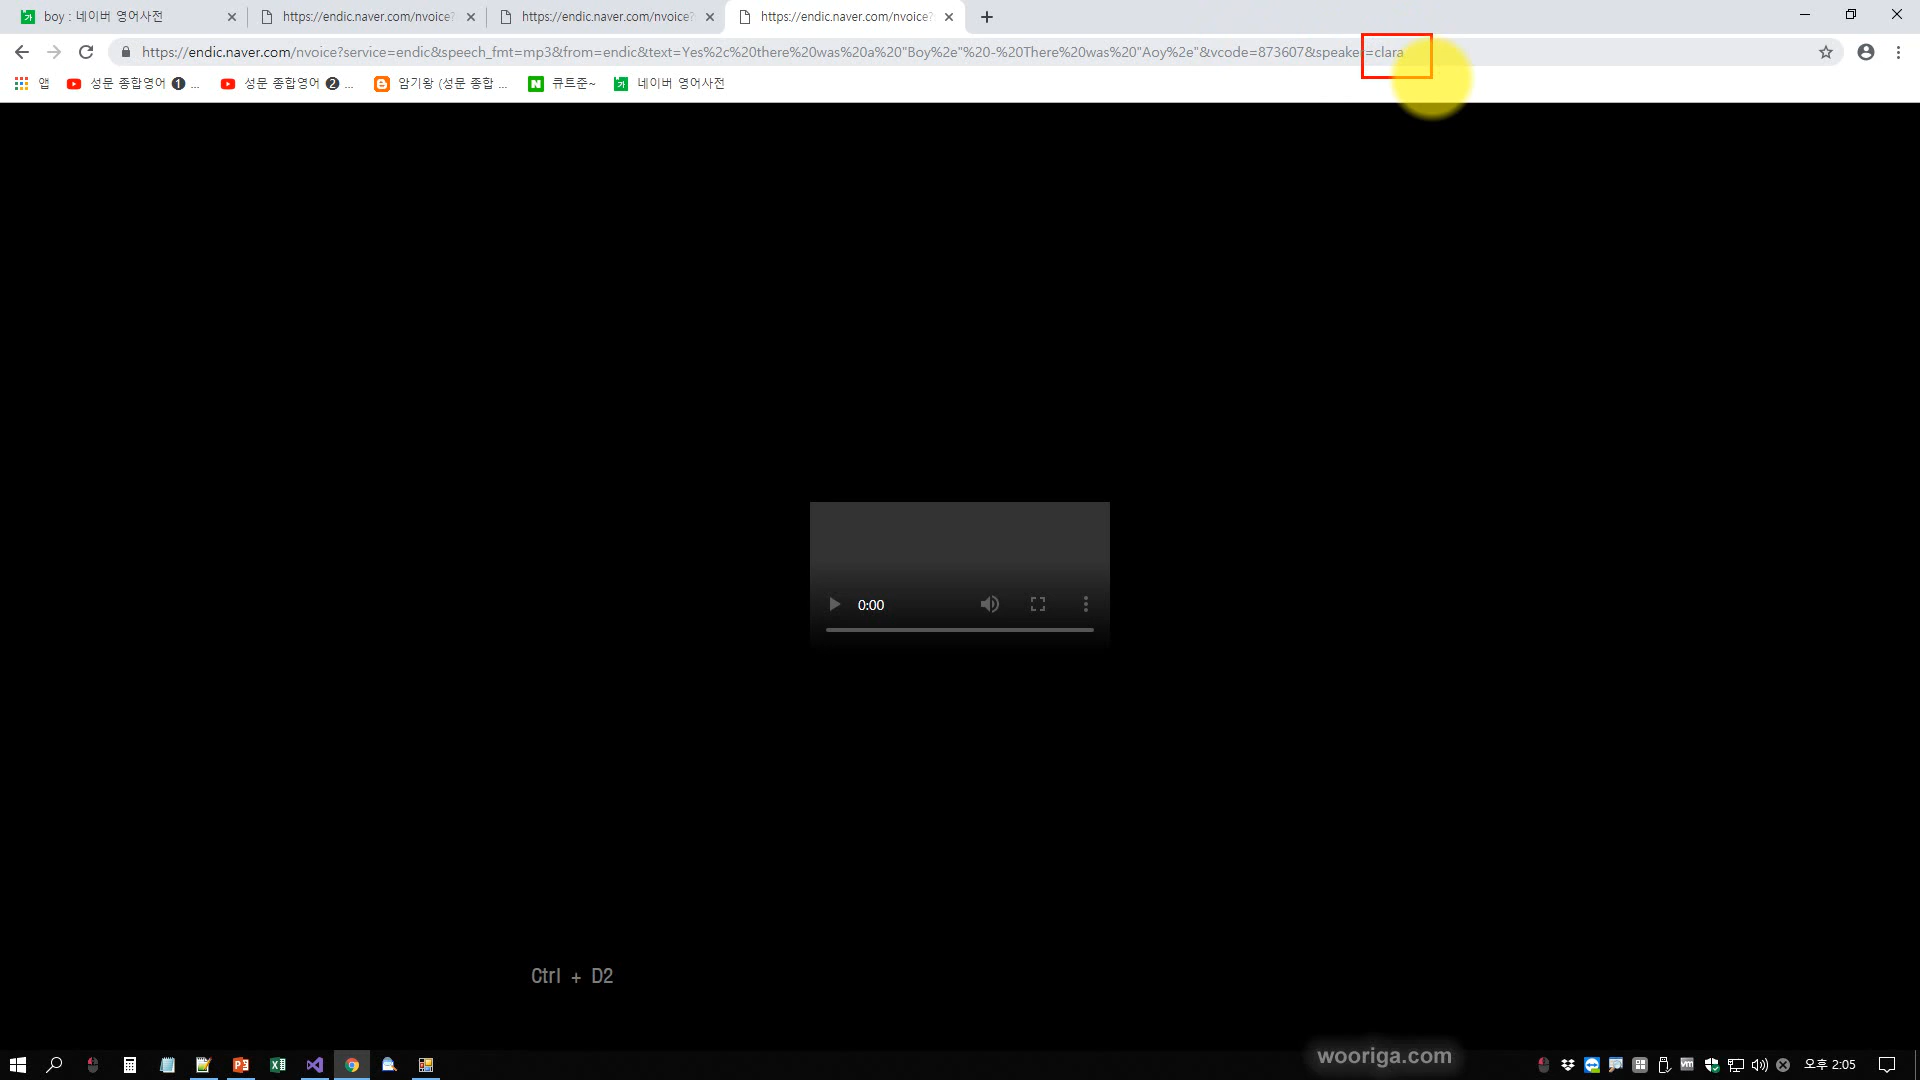 boy : 네이버 영어사전
https://endic.naver.com/nvoice?
https://endic.naver.com/nvoice?
https://endic.naver.com/nvoice?
https://endic.naver.com/nvoice?service=endic&speech_fmt=mp3&from=endic&text=Yes%2c%20there%20was%20a%20"Boy%2e"%20-%20There%20was%20"Aoy%2e"&vcode=873607&speaker=clara
앱 성문 종합영어 ❶ ... 성문 종합영어 ❷ ... 암기왕 (성문 종합 ... 큐트준~ 네이버 영어사전
0:00
Ctrl + D2
wooriga.com
오후 2:05